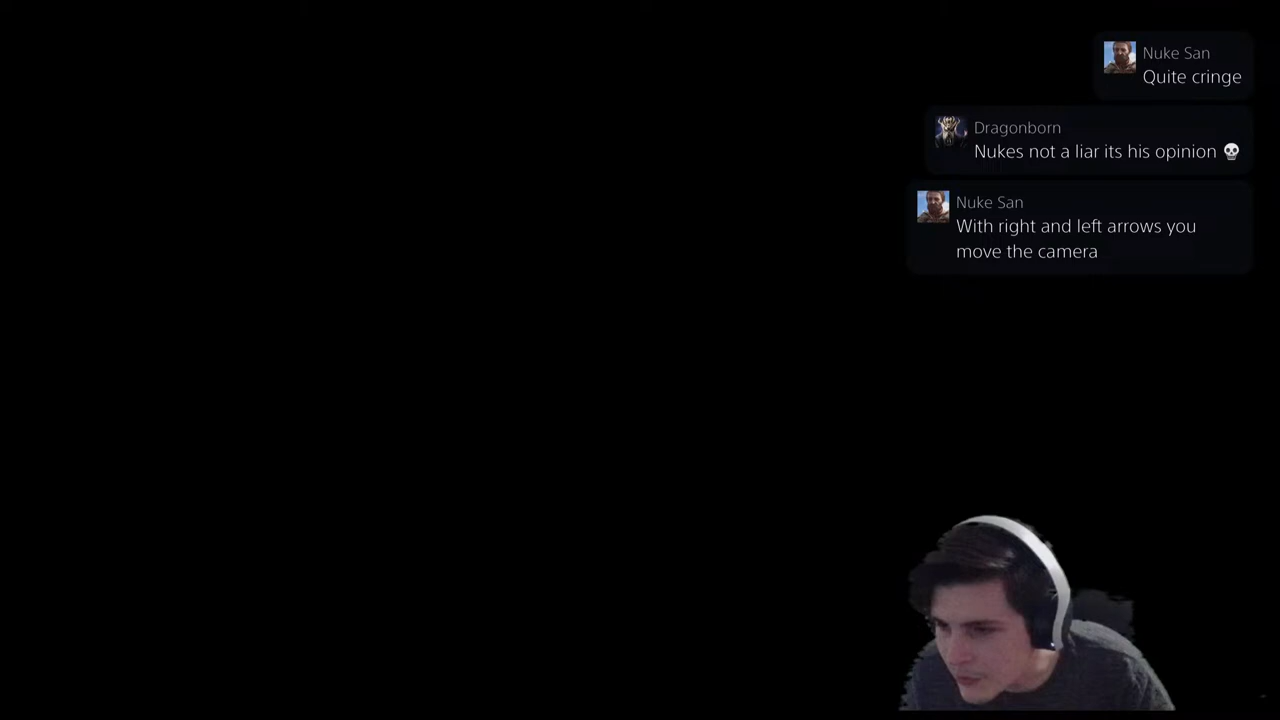 Nuke San
Quite cringe
Dragonborn
Nukes not a liar its his opinion 💀
Nuke San
With right and left arrows you
move the camera